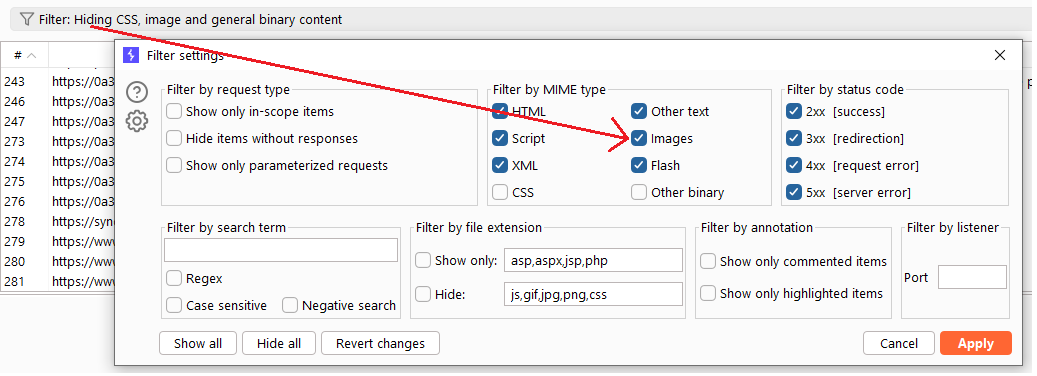 Filter: Hiding CSS, image and general binary content
#
Filter settings
243 https://0a3
246 https://0a3
247 https://0a3
273 https://0a3
274 https://0a3
275 https://0a3
276 https://0a3
278 https://syn
279 https://www
280 https://www
281 https://www
Filter by request type
Show only in-scope items
Hide items without responses
Show only parameterized requests
Filter by MIME type
HTML
Script
XML
CSS
Other text
Images
Flash
Other binary
Filter by status code
2xx [success]
3xx [redirection]
4xx [request error]
5xx [server error]
Filter by search term
Regex
Case sensitive
Negative search
Filter by file extension
Show only: asp,aspx,jsp,php
Hide: js,gif,jpg,png,css
Filter by annotation
Show only commented items
Show only highlighted items
Filter by listener
Port
Show all
Hide all
Revert changes
Cancel
Apply